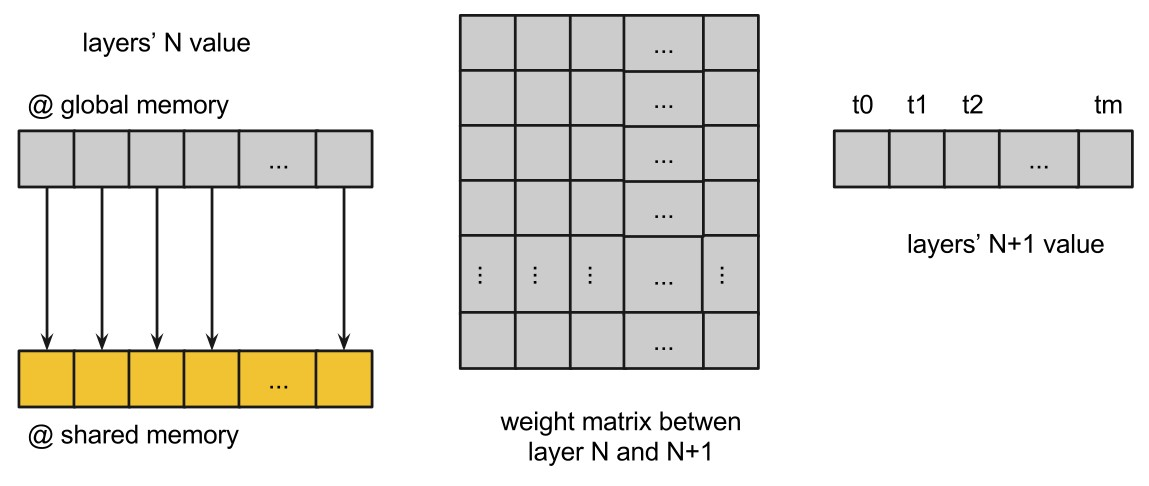 layers’ N value
@ global memory
...
@ shared memory
...
...
...
...
...
⋮ ⋮ ⋮ ... ⋮
...
weight matrix betwen
layer N and N+1
t0 t1 t2 tm
...
layers’ N+1 value